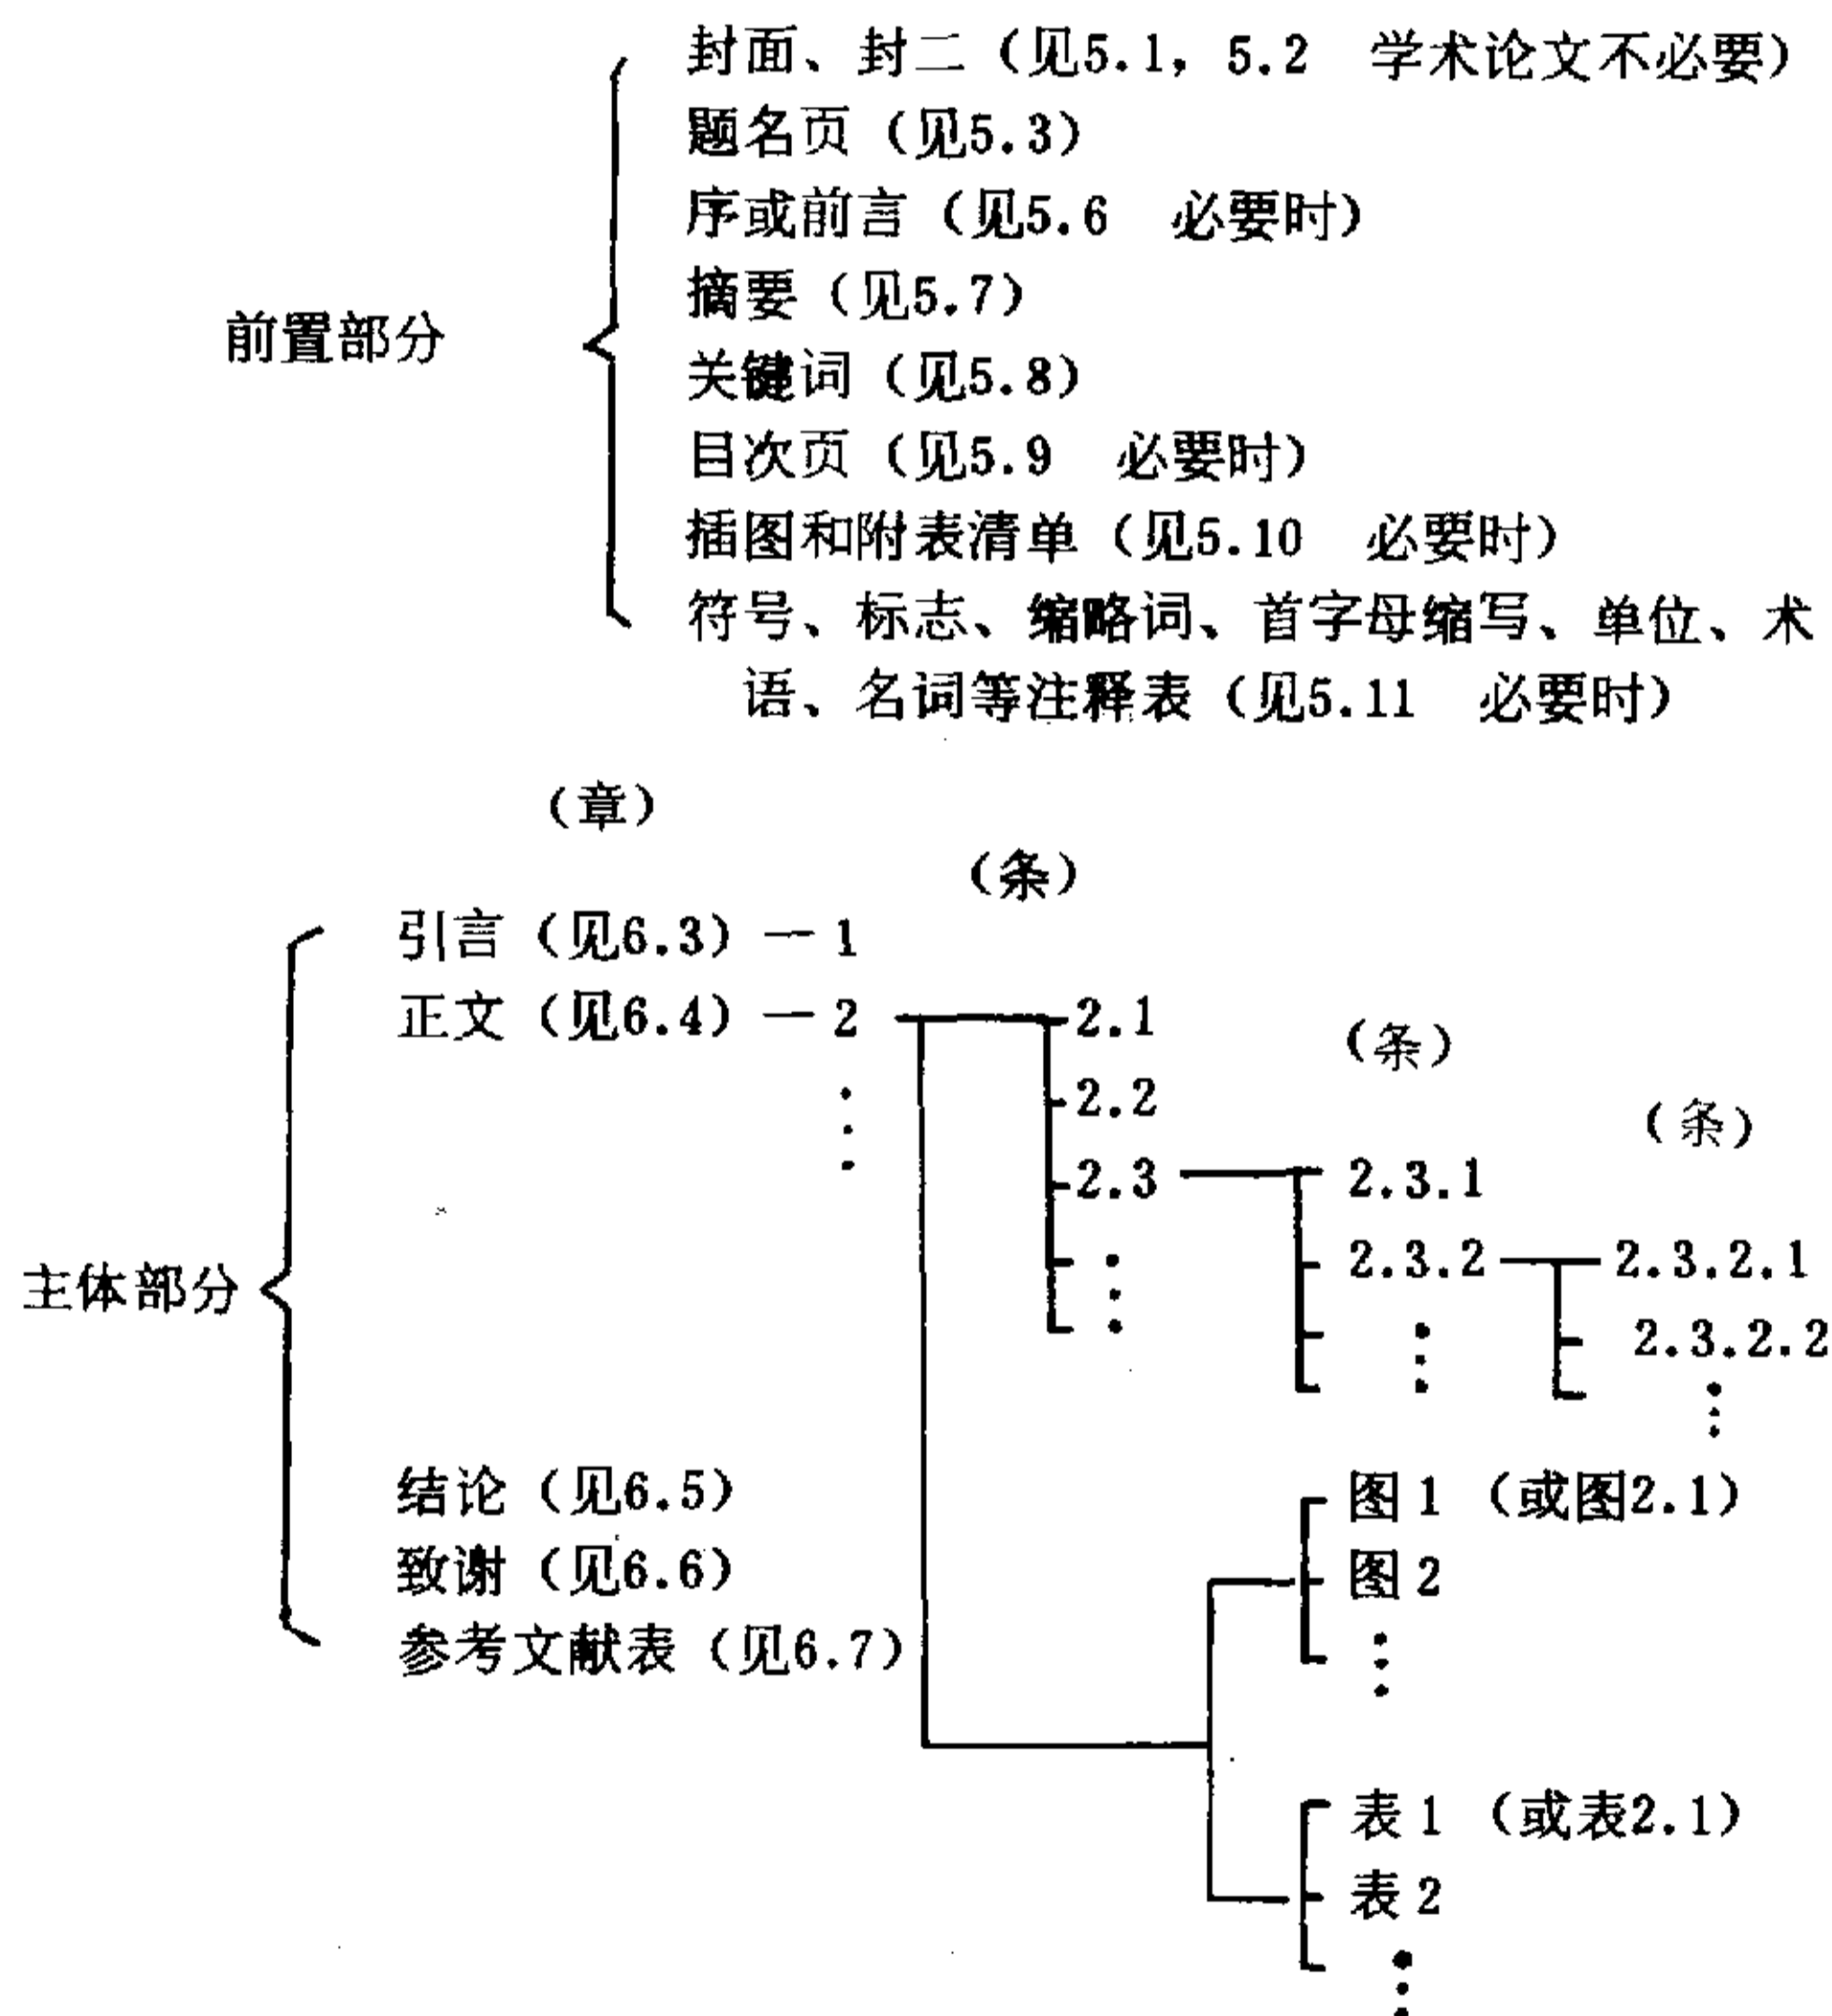 封面、封二（见5.1，5.2 学术论文不必要）
题名页（见5.3）
序或前言（见5.6 必要时）
摘要（见5.7）
前置部分
关键词（见5.8）
目次页（见5.9 必要时）
插图和附表清单（见5.10 必要时）
符号、标志、缩略词、首字母缩写、单位、术
语、名词等注释表（见5.11 必要时）
（章）
（条）
引言（见6.3）— 1
正文（见6.4）— 2
2.1
（条）
2.2
（条）
2.3
2.3.1
主体部分
2.3.2
2.3.2.1
2.3.2.2
结论（见6.5）
图1（或图2.1）
致谢（见6.6）
图2
参考文献表（见6.7）
表1（或表2.1）
表2